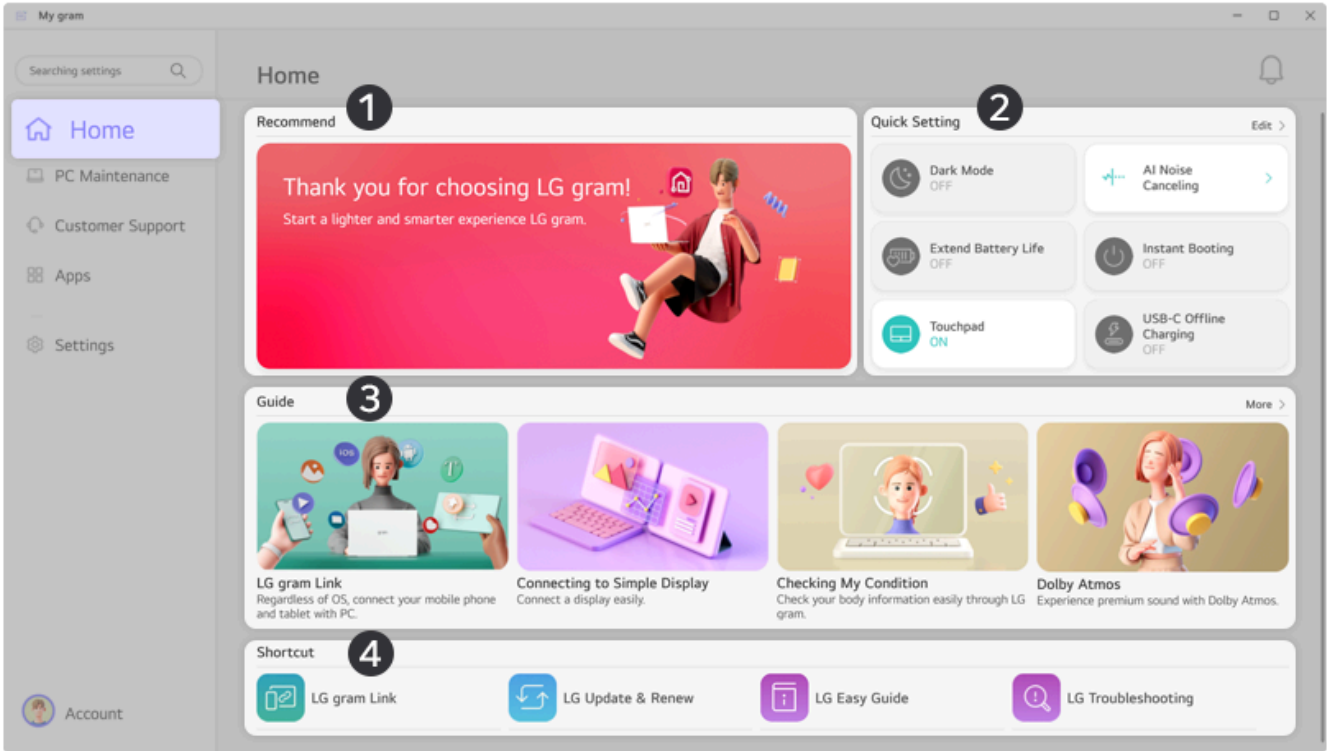 My gram
Searching settings
Home
PC Maintenance
Customer Support
Apps
Settings
Account
Home
Recommend
1
Thank you for choosing LG gram!
Start a lighter and smarter experience LG gram.
Quick Setting
2
Edit >
Dark Mode
OFF
AI Noise
Canceling
Extend Battery Life
OFF
Instant Booting
OFF
Touchpad
ON
USB-C Offline
Charging
OFF
Guide
3
More >
iOS
T
gram
LG gram Link
Regardless of OS, connect your mobile phone
and tablet with PC.
Connecting to Simple Display
Connect a display easily.
Checking My Condition
Check your body information easily through LG
gram.
Dolby Atmos
Experience premium sound with Dolby Atmos.
Shortcut
4
LG gram Link
LG Update & Renew
LG Easy Guide
LG Troubleshooting